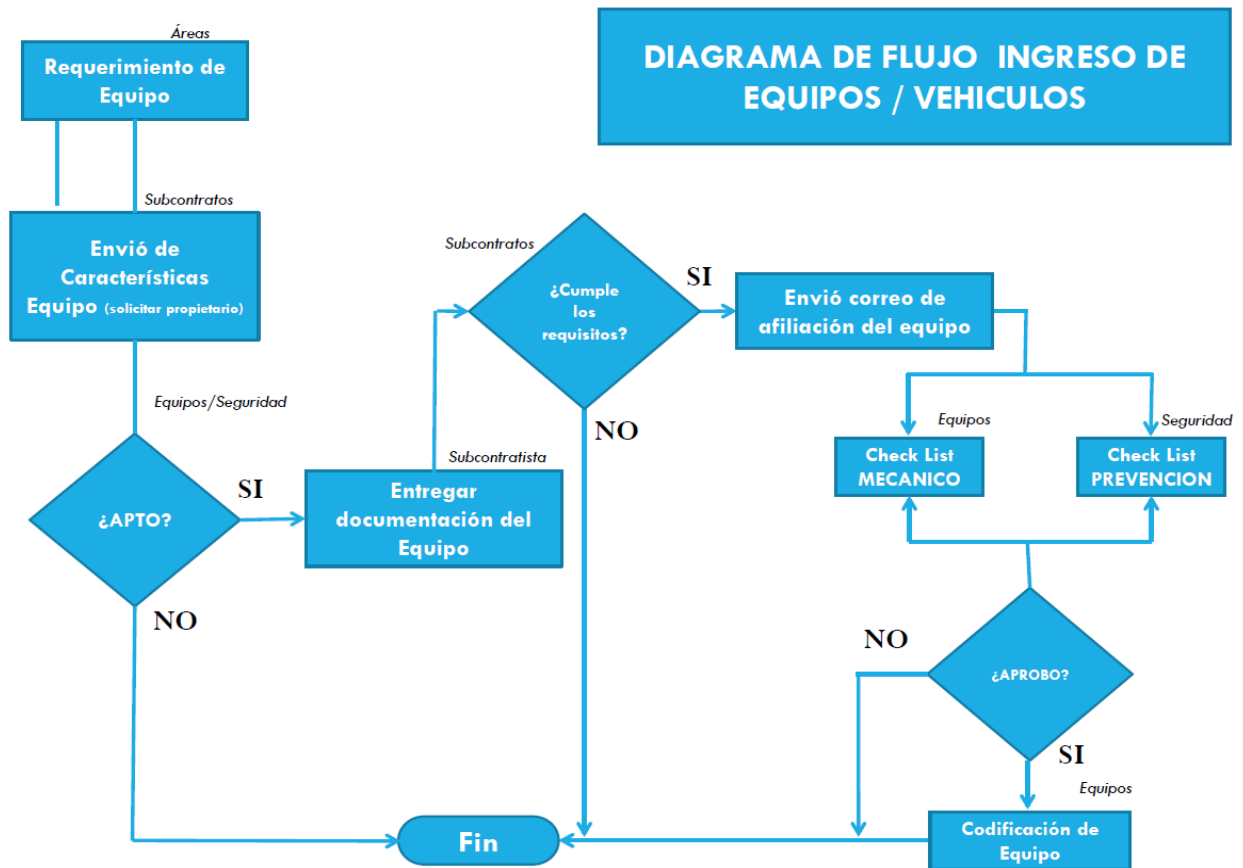 Áreas
Requerimiento de
Equipo
DIAGRAMA DE FLUJO INGRESO DE
EQUIPOS / VEHICULOS
Subcontratos
Envió de
Características
Equipo (solicitar propietario)
Equipos/Seguridad
¿APTO?
SI
NO
Subcontratista
Entregar
documentación del
Equipo
Subcontratos
¿Cumple
los
requisitos?
SI
NO
Envió correo de
afiliación del equipo
Equipos
Check List
MECANICO
Seguridad
Check List
PREVENCION
¿APROBO?
NO
SI
Equipos
Codificación de
Equipo
Fin